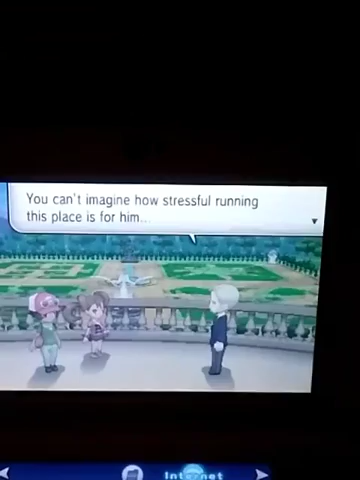 You can't imagine how stressful running
this place is for him...
Internet